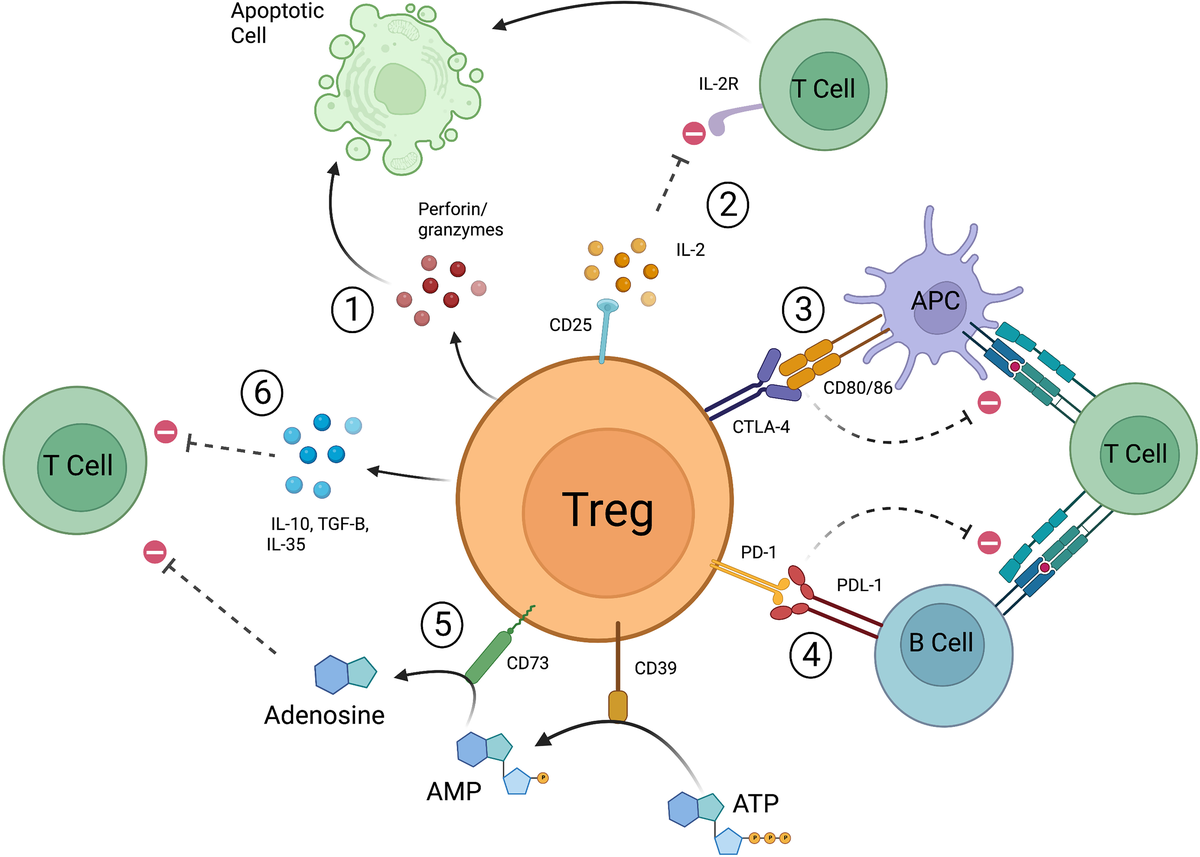 Apoptotic
Cell
IL-2R
T Cell
Perforin/
granzymes
2
IL-2
1
CD25
3
APC
CD80/86
CTLA-4
T Cell
6
T Cell
IL-10, TGF-B,
IL-35
Treg
PD-1
PDL-1
4
B Cell
5
CD73
CD39
Adenosine
AMP
P
ATP
P P P